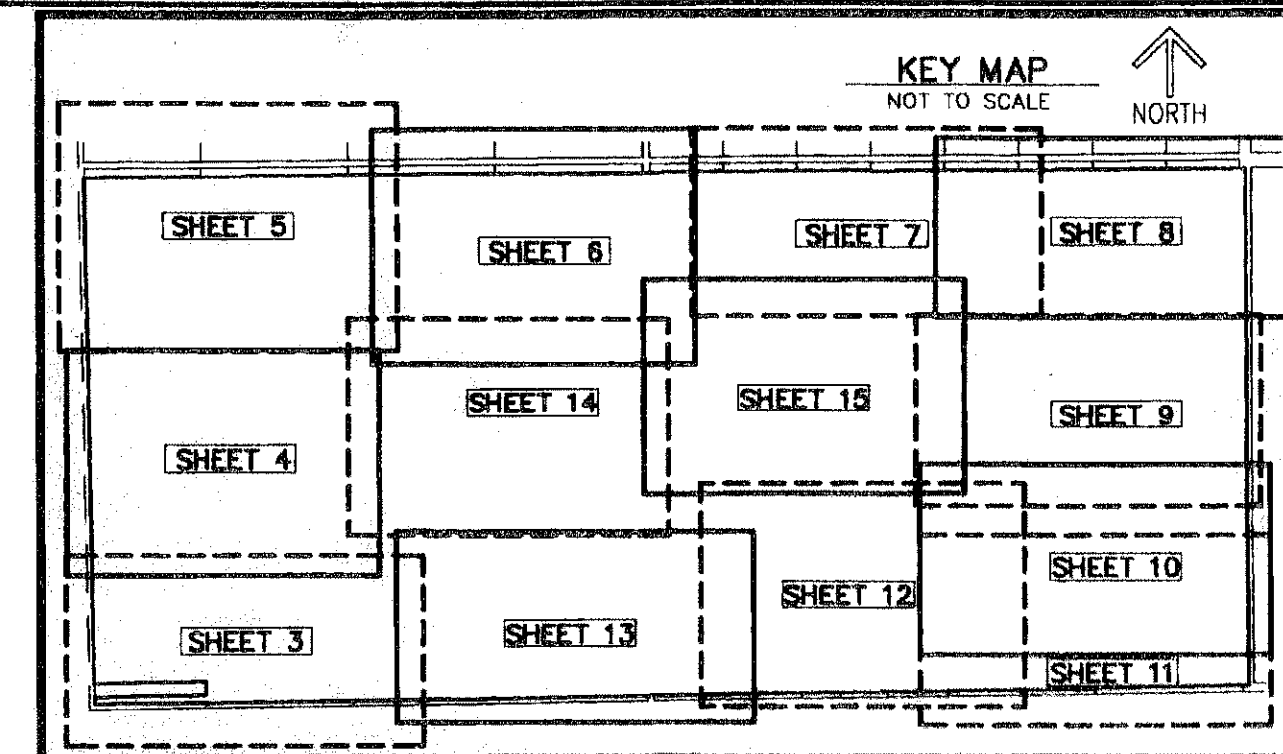 KEY MAP
NOT TO SCALE
NORTH
SHEET 5
SHEET 6
SHEET 7
SHEET 8
SHEET 4
SHEET 14
SHEET 15
SHEET 9
SHEET 3
SHEET 13
SHEET 12
SHEET 10
SHEET 11